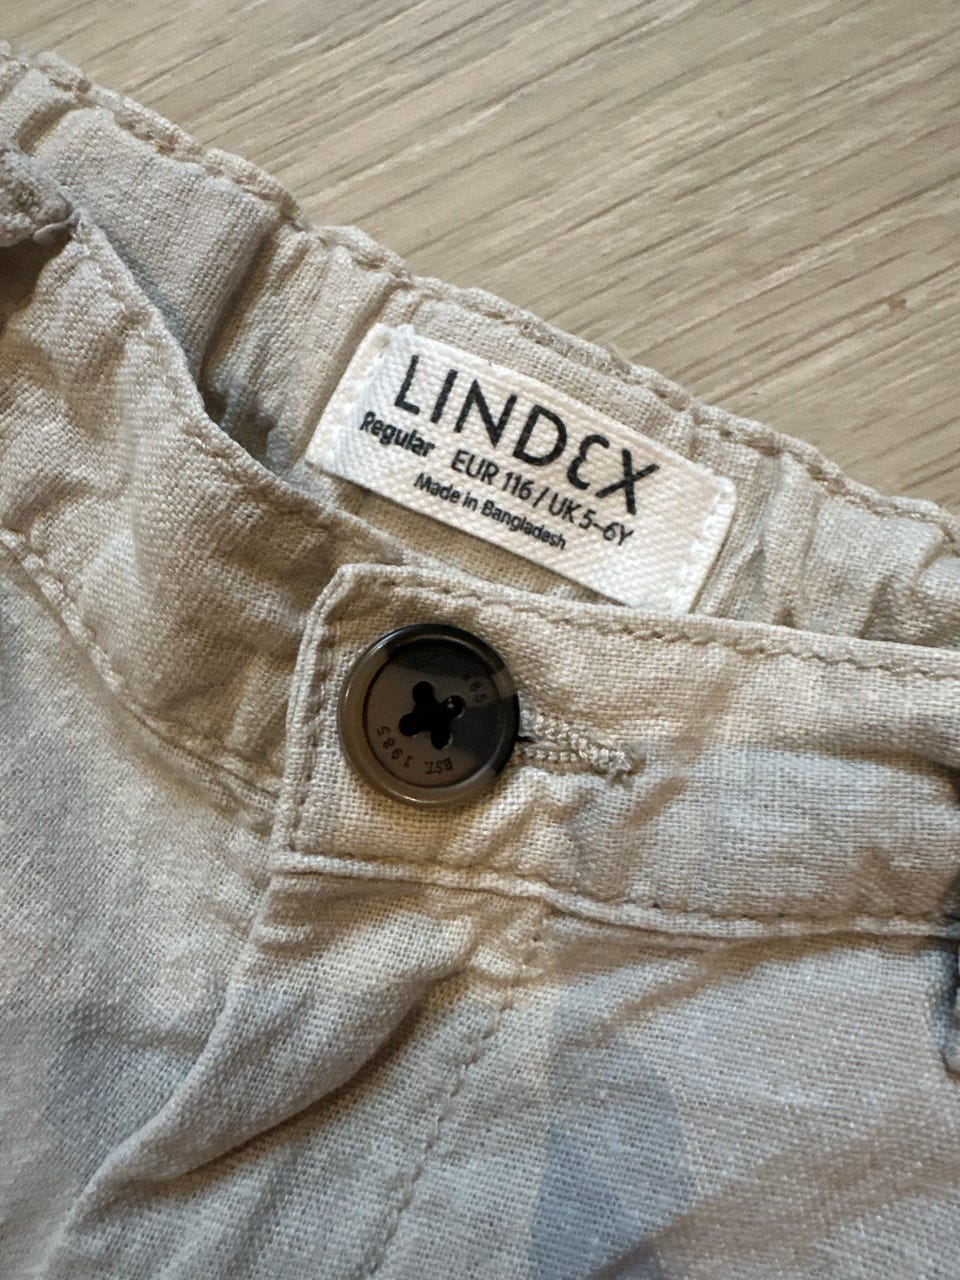 LINDEX
Regular EUR 116 / UK 5–6Y
Made in Bangladesh
EST. 1985